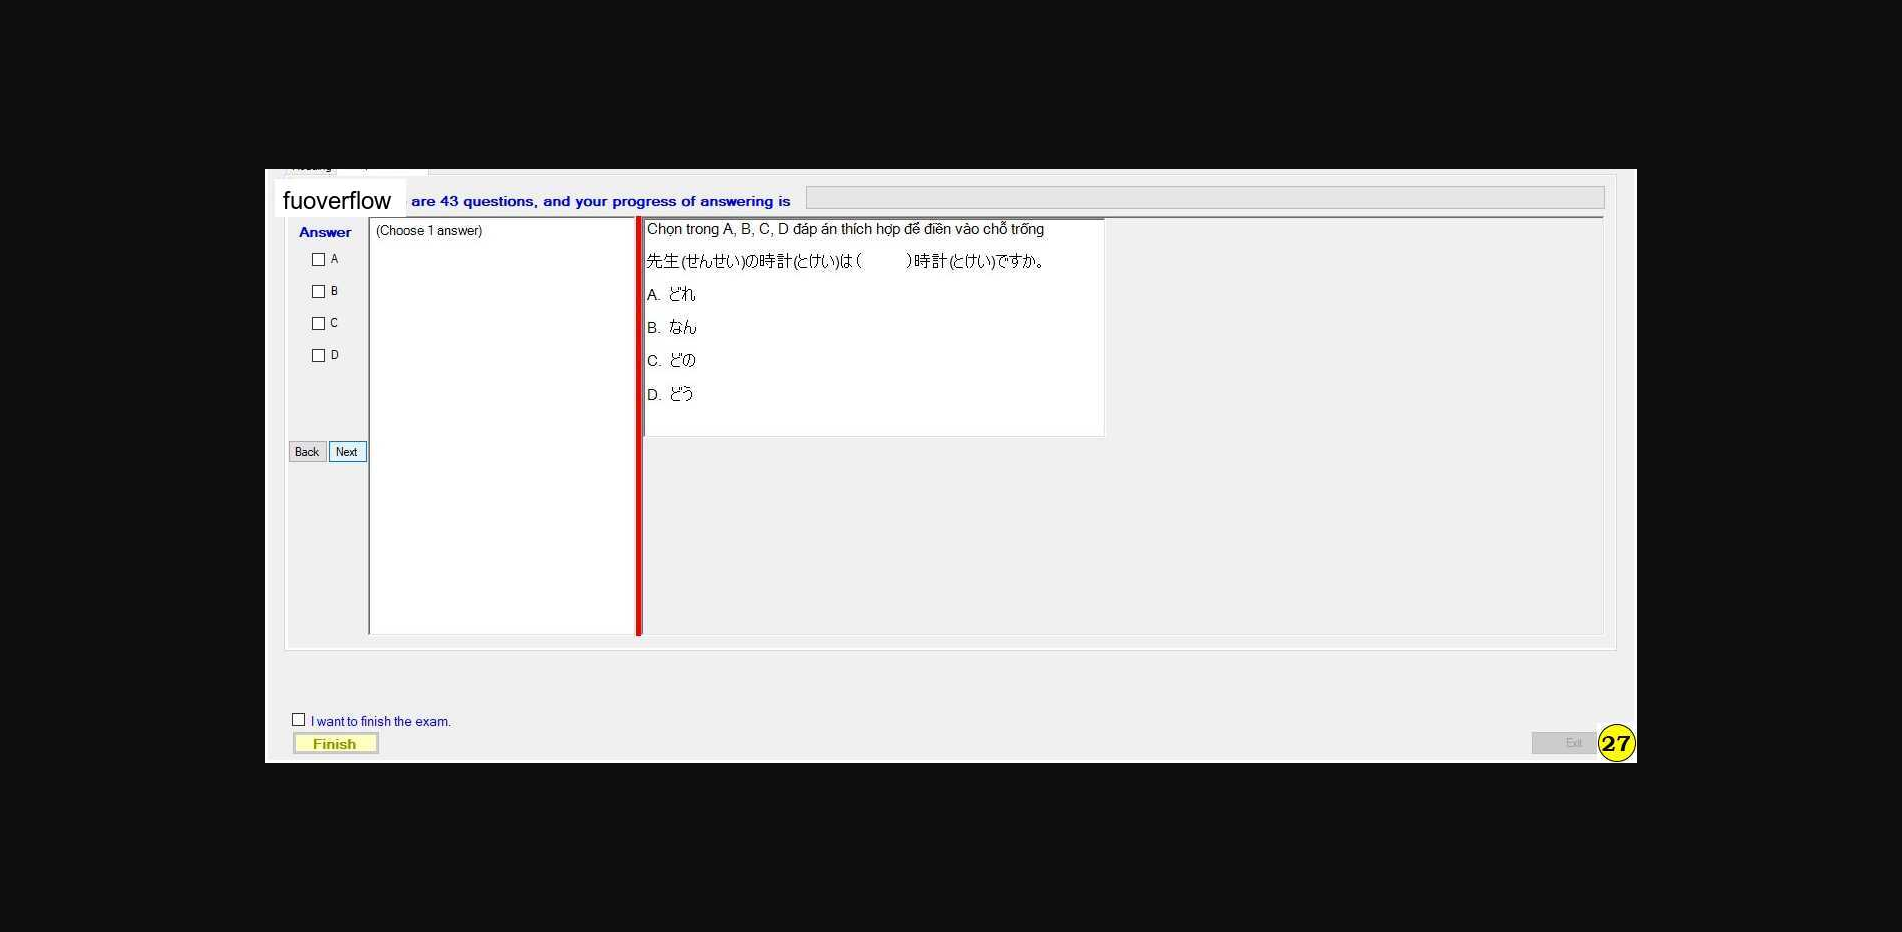 fuoverflow are 43 questions, and your progress of answering is
Answer
(Choose 1 answer)
A
B
C
D
Back Next
Chọn trong A, B, C, D đáp án thích hợp để điền vào chỗ trống
先生(せんせい)の時計(とけい)は(　　　)時計(とけい)ですか。
A. どれ
B. なん
C. どの
D. どう
I want to finish the exam.
Finish
Exit
27